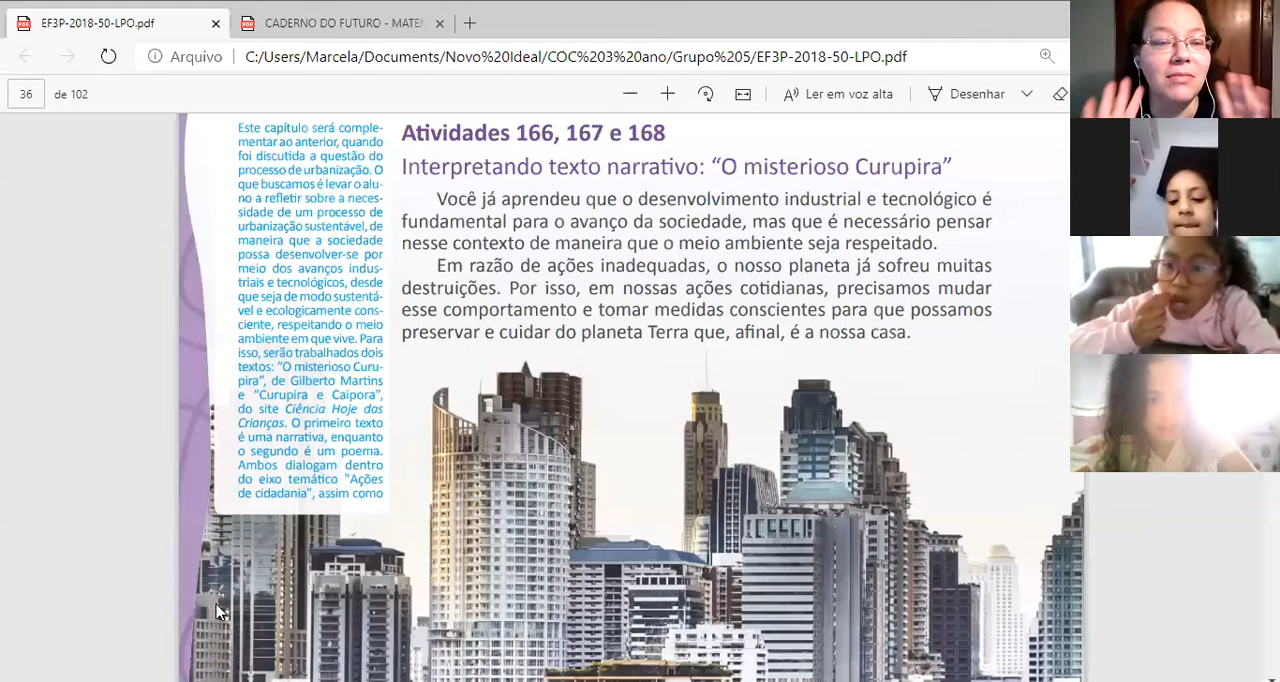 EF3P-2018-50-LPO.pdf
CADERNO DO FUTURO - MATE
Arquivo
C:/Users/Marcela/Documents/Novo%20Ideal/COC%203%20ano/Grupo%205/EF3P-2018-50-LPO.pdf
36 de 102
Ler em voz alta
Desenhar
Este capítulo será comple-
mentar ao anterior, quando
foi discutida a questão do
processo de urbanização. O
que buscamos é levar o alu-
no a refletir sobre a neces-
sidade de um processo de
urbanização sustentável, de
maneira que a sociedade
possa desenvolver-se por
meio dos avanços indus-
triais e tecnológicos, desde
que seja de modo sustentá-
vel e ecologicamente cons-
ciente, respeitando o meio
ambiente em que vive. Para
isso, serão trabalhados dois
textos: “O misterioso Curu-
pira”, de Gilberto Martins
e “Curupira e Caipora”,
do site Ciência Hoje das
Crianças. O primeiro texto
é uma narrativa, enquanto
o segundo é um poema.
Ambos dialogam dentro
do eixo temático "Ações
de cidadania", assim como
Atividades 166, 167 e 168
Interpretando texto narrativo: “O misterioso Curupira”
Você já aprendeu que o desenvolvimento industrial e tecnológico é
fundamental para o avanço da sociedade, mas que é necessário pensar
nesse contexto de maneira que o meio ambiente seja respeitado.
Em razão de ações inadequadas, o nosso planeta já sofreu muitas
destruições. Por isso, em nossas ações cotidianas, precisamos mudar
esse comportamento e tomar medidas conscientes para que possamos
preservar e cuidar do planeta Terra que, afinal, é a nossa casa.